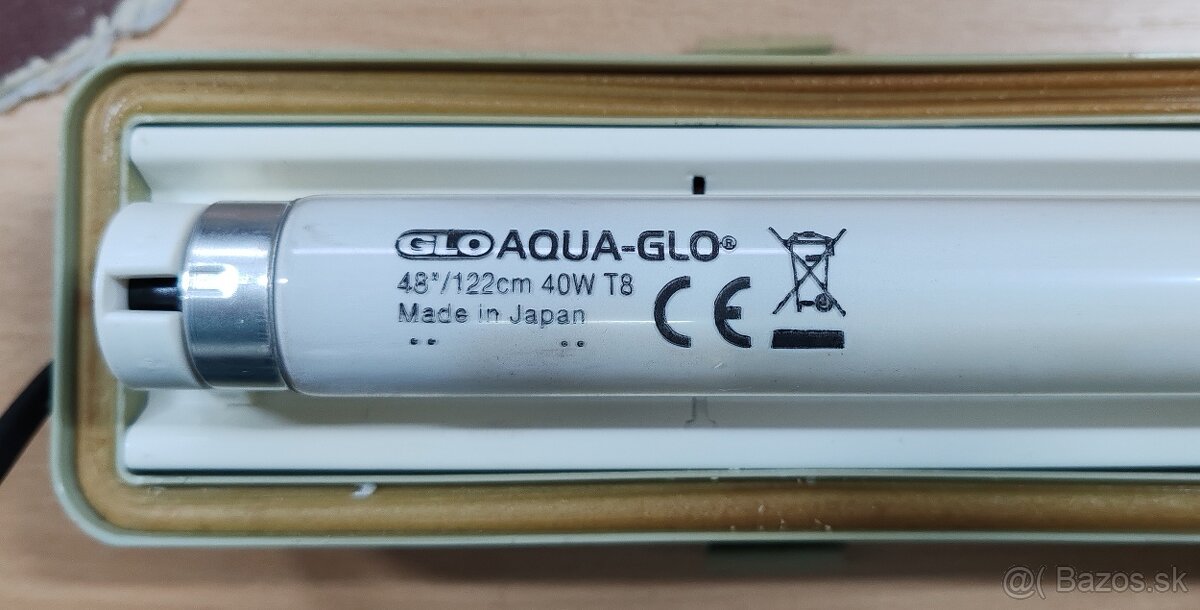 GLO AQUA-GLO®
48"/122cm 40W T8
Made in Japan
CE
@( Bazos.sk